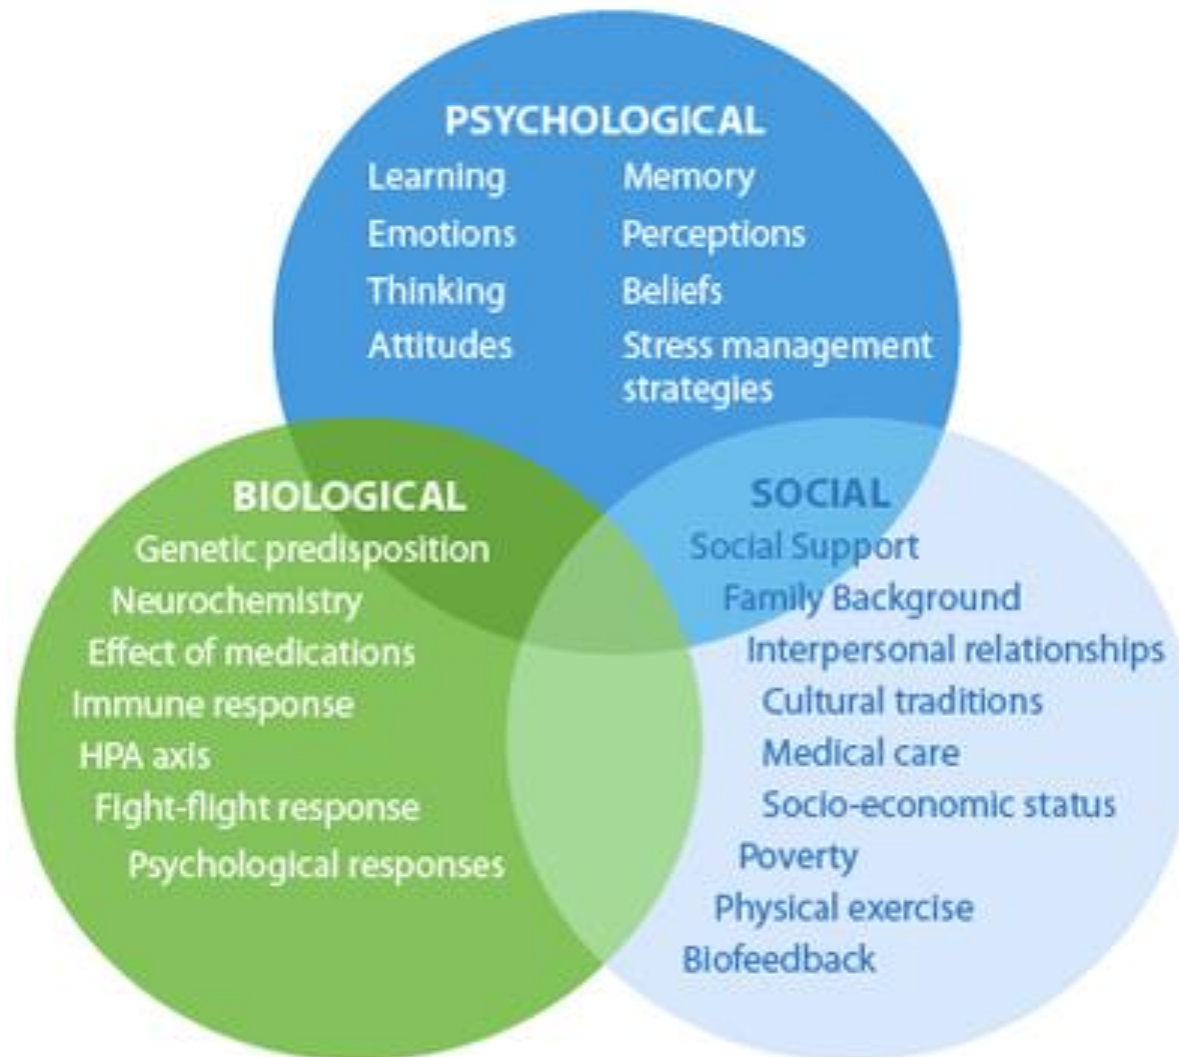 PSYCHOLOGICAL
Learning
Emotions
Thinking
Attitudes
Memory
Perceptions
Beliefs
Stress management
strategies
BIOLOGICAL
Genetic predisposition
Neurochemistry
Effect of medications
Immune response
HPA axis
Fight-flight response
Psychological responses
SOCIAL
Social Support
Family Background
Interpersonal relationships
Cultural traditions
Medical care
Socio-economic status
Poverty
Physical exercise
Biofeedback